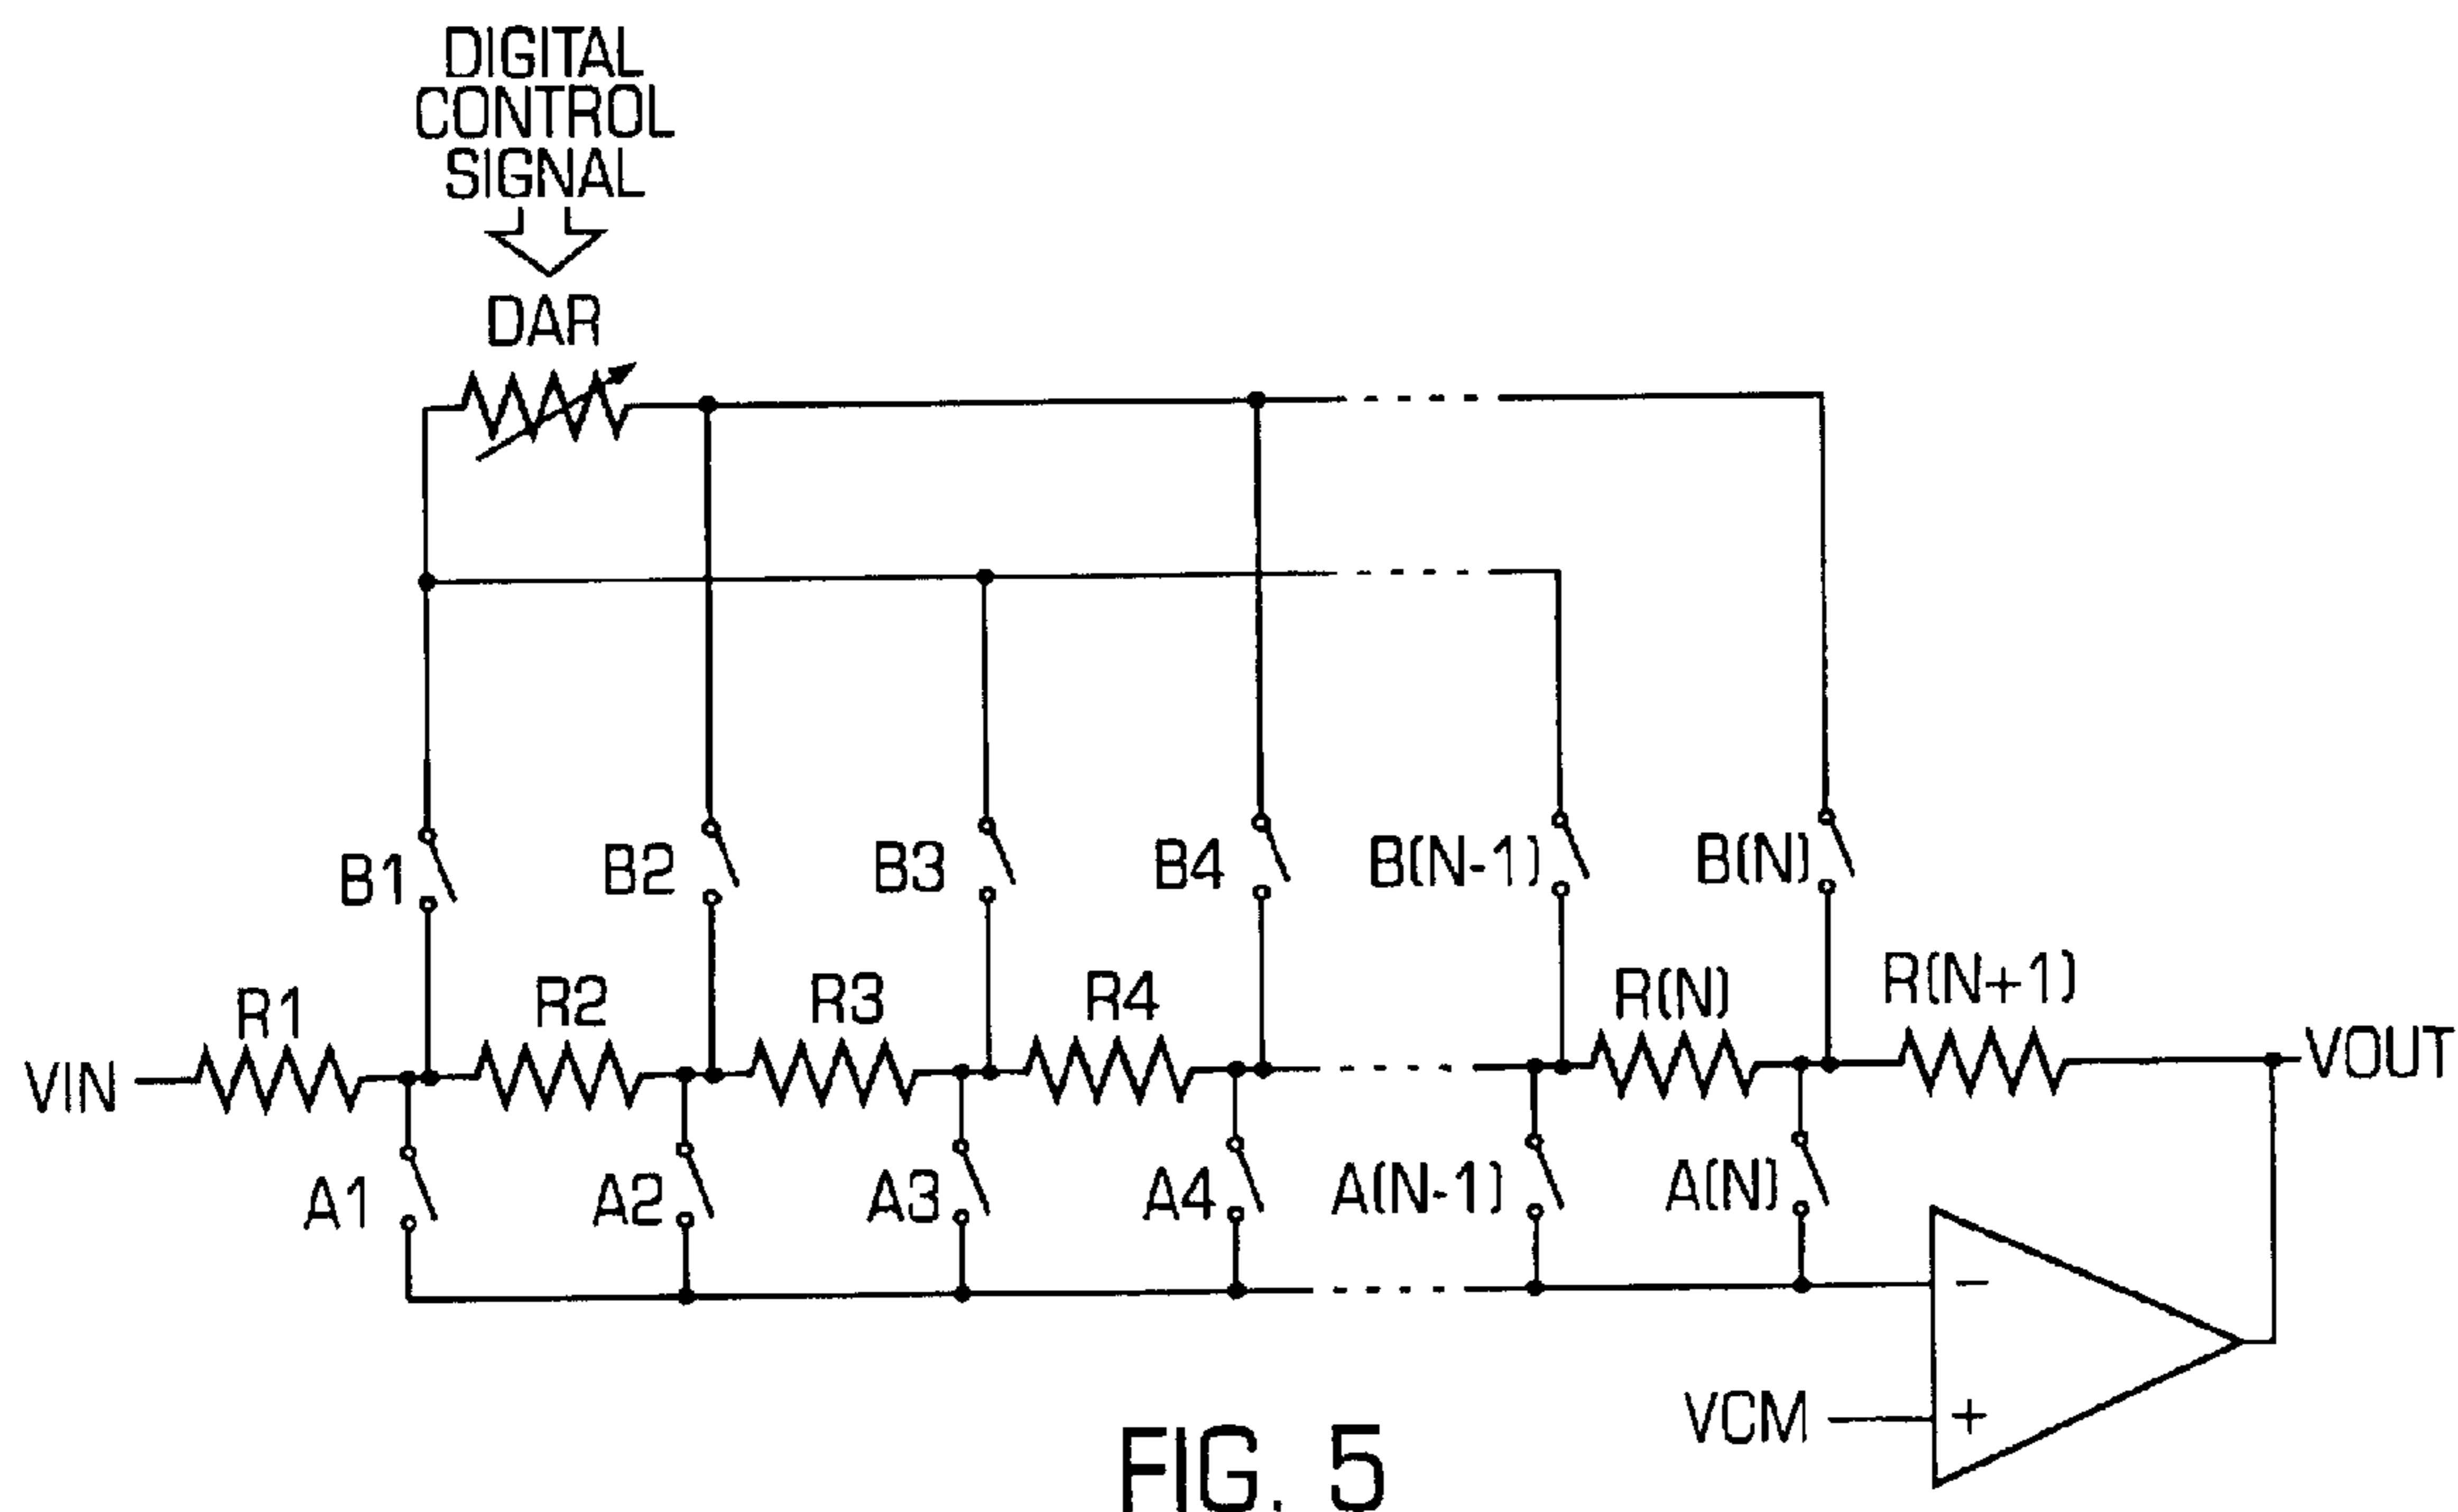 DIGITAL
CONTROL
SIGNAL
DAR
B1
B2
B3
B4
B(N-1)
B(N)
R1
R2
R3
R4
R(N)
R(N+1)
VIN
VOUT
A1
A2
A3
A4
A(N-1)
A(N)
−
VCM
+
FIG. 5